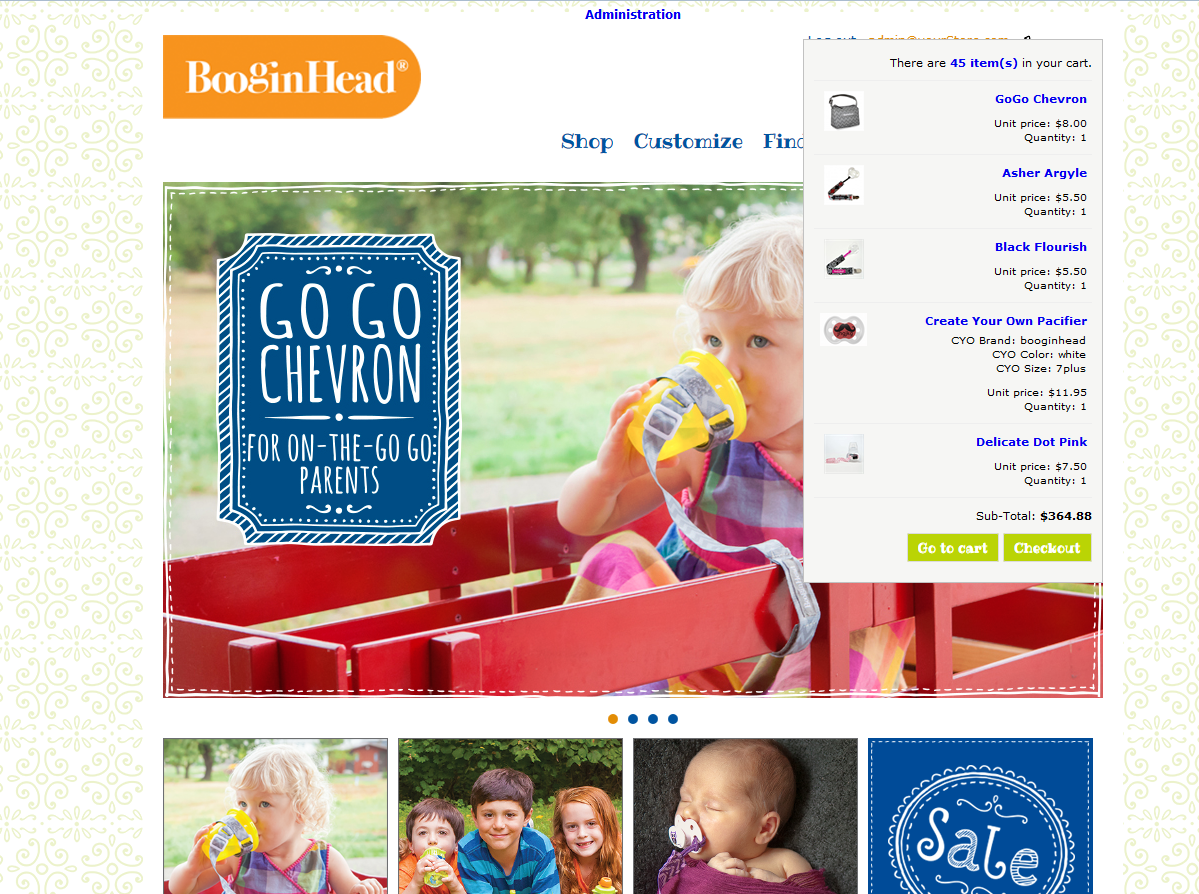 Administration
BooginHead®
Shop Customize
There are 45 item(s) in your cart.
GoGo Chevron
Unit price: $8.00
Quantity: 1
Asher Argyle
Unit price: $5.50
Quantity: 1
Black Flourish
Unit price: $5.50
Quantity: 1
Create Your Own Pacifier
CYO Brand: booginhead
CYO Color: white
CYO Size: 7plus
Unit price: $11.95
Quantity: 1
Delicate Dot Pink
Unit price: $7.50
Quantity: 1
Sub-Total: $364.88
Go to cart Checkout
GO GO
CHEVRON
FOR ON-THE-GO GO
PARENTS
Sale